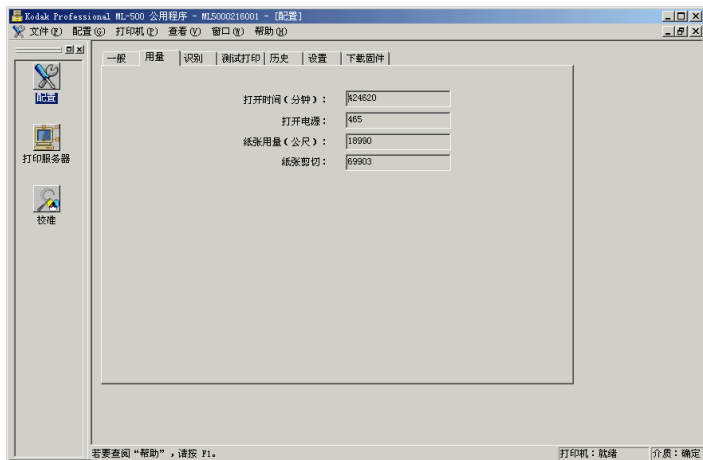 Kodak Professional ML-500 公用程序 - ML5000216001 - [配置]
文件(F) 配置(G) 打印机(P) 查看(V) 窗口(W) 帮助(H)
一般 用量 识别 测试打印 历史 设置 下载固件
配置
打印服务器
校准
打开时间(分钟): 424620
打开电源: 465
纸张用量(公尺): 18990
纸张剪切: 69903
若要查阅“帮助”,请按 F1。 打印机:就绪 介质:确定